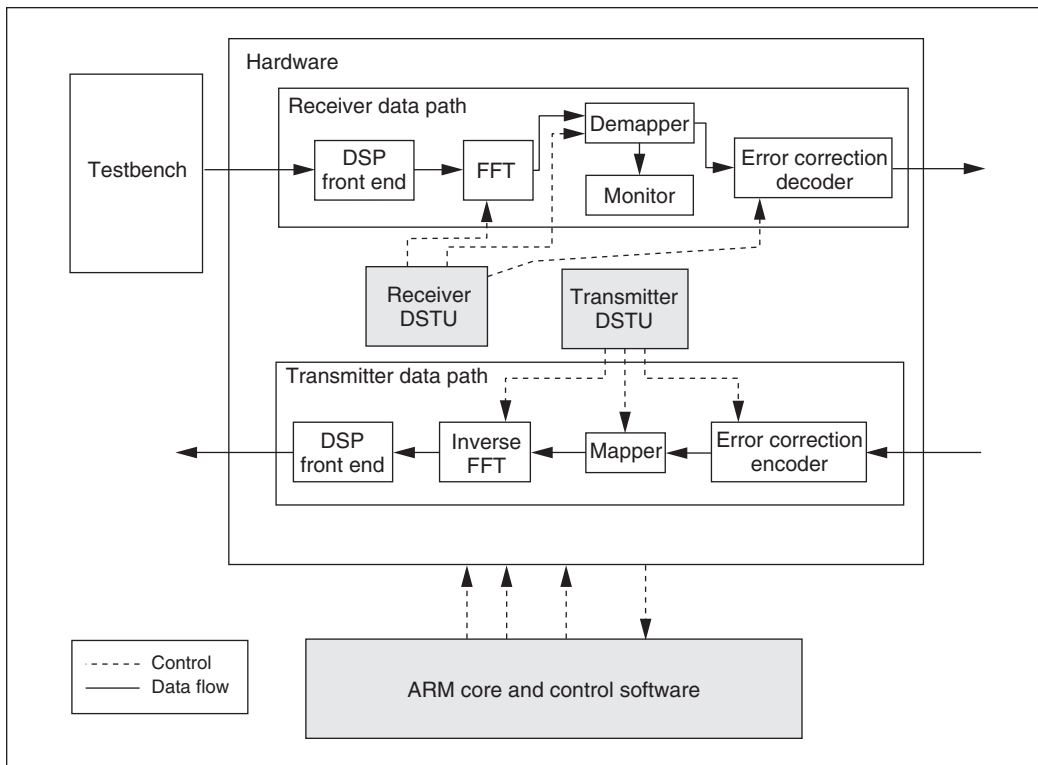 Hardware
Testbench
Receiver data path
DSP
front end
FFT
Demapper
Monitor
Error correction
decoder
Receiver
DSTU
Transmitter
DSTU
Transmitter data path
DSP
front end
Inverse
FFT
Mapper
Error correction
encoder
Control
Data flow
ARM core and control software